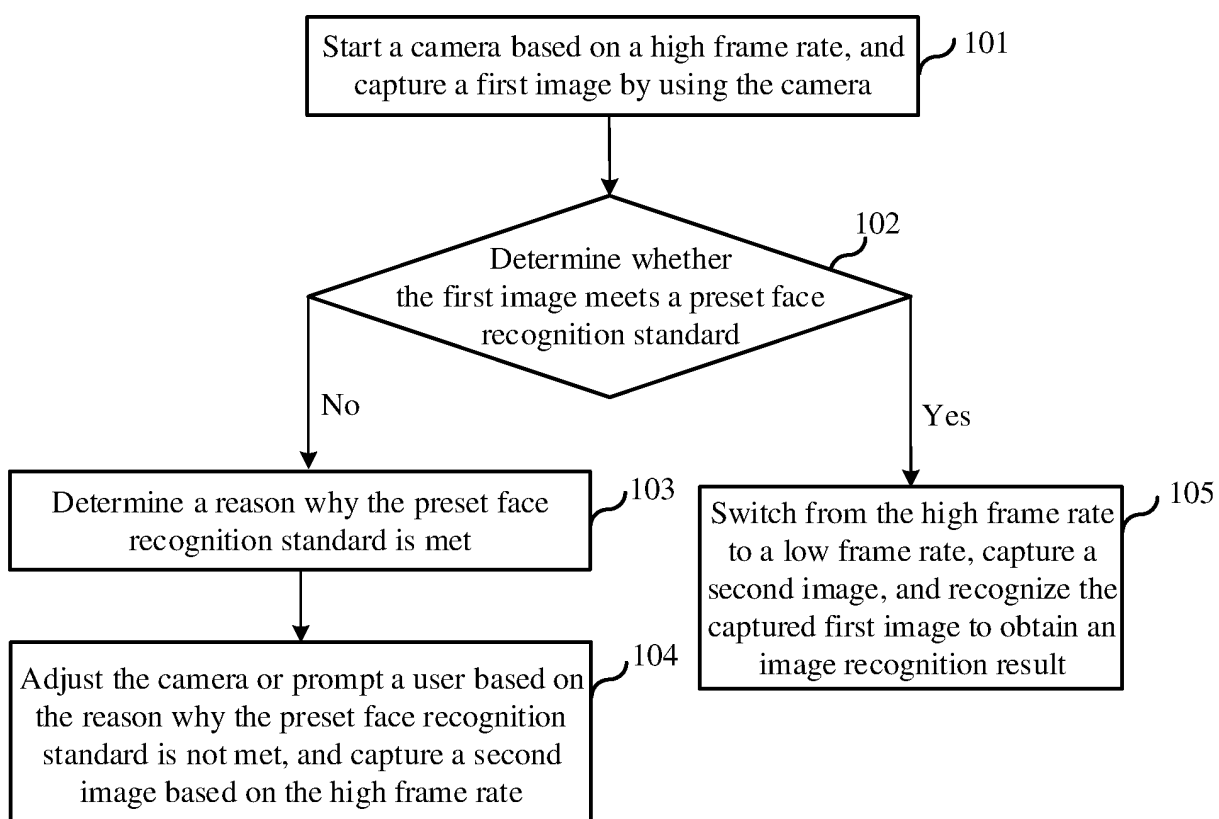 Start a camera based on a high frame rate, and
capture a first image by using the camera
101
102
Determine whether
the first image meets a preset face
recognition standard
No
Yes
Determine a reason why the preset face
recognition standard is met
103
105
Switch from the high frame rate
to a low frame rate, capture a
second image, and recognize the
captured first image to obtain an
image recognition result
104
Adjust the camera or prompt a user based on
the reason why the preset face recognition
standard is not met, and capture a second
image based on the high frame rate